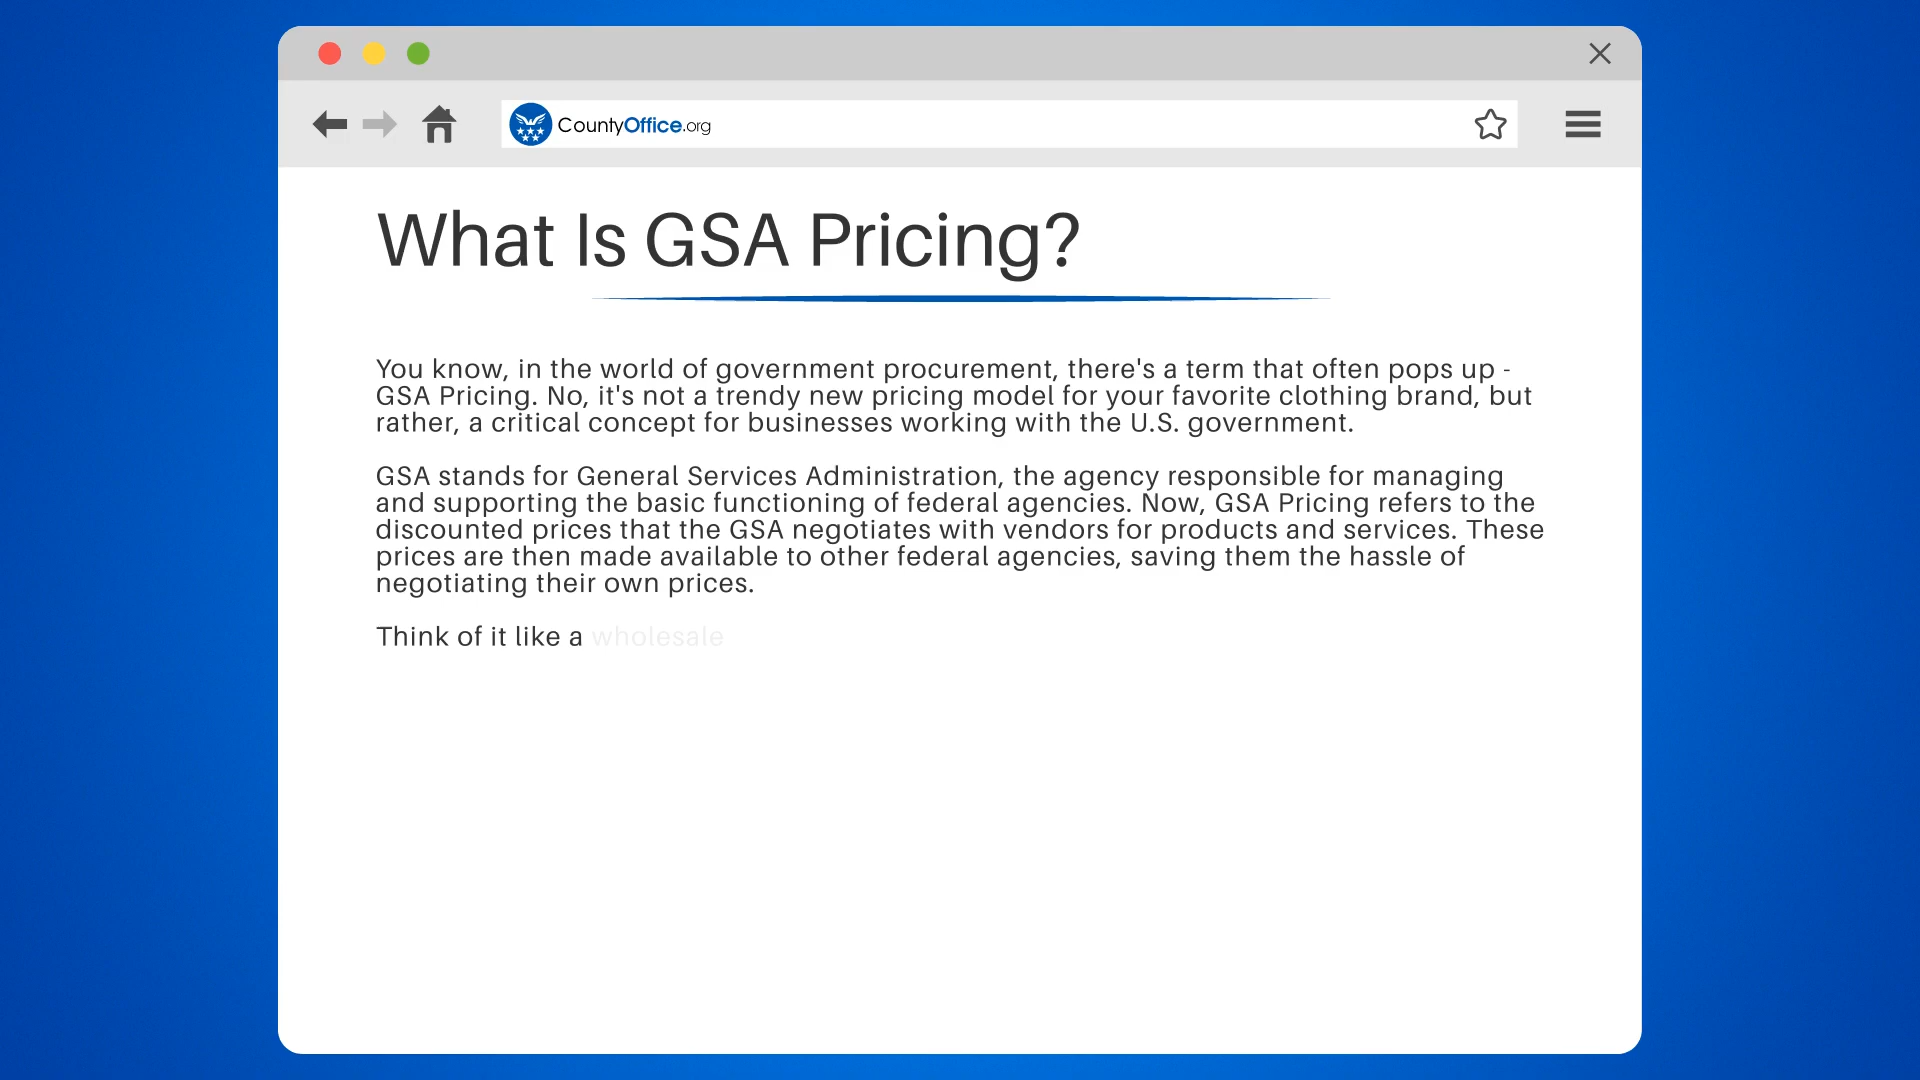 CountyOffice.org
What Is GSA Pricing?
You know, in the world of government procurement, there's a term that often pops up -
GSA Pricing. No, it's not a trendy new pricing model for your favorite clothing brand, but
rather, a critical concept for businesses working with the U.S. government.
GSA stands for General Services Administration, the agency responsible for managing
and supporting the basic functioning of federal agencies. Now, GSA Pricing refers to the
discounted prices that the GSA negotiates with vendors for products and services. These
prices are then made available to other federal agencies, saving them the hassle of
negotiating their own prices.
Think of it like a wholesale